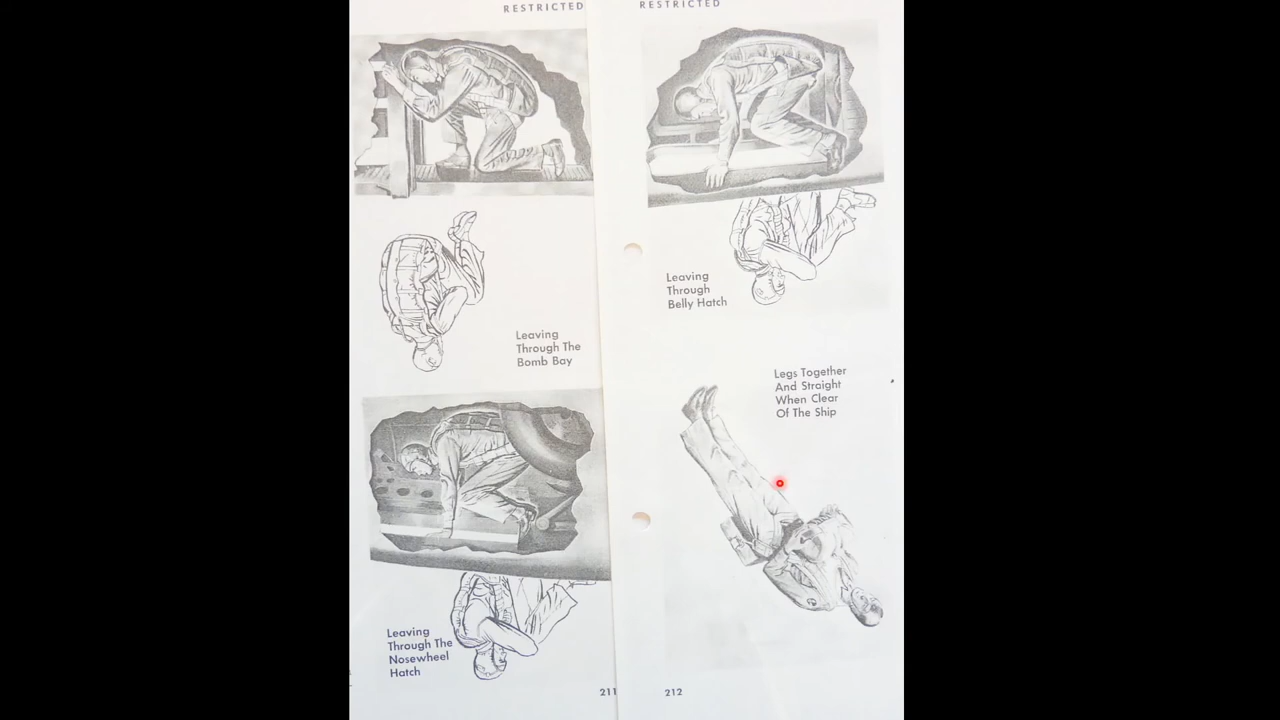 RESTRICTED
Leaving
Through The
Bomb Bay
Leaving
Through The
Nosewheel
Hatch
211
RESTRICTED
Leaving
Through
Belly Hatch
Legs Together
And Straight
When Clear
Of The Ship
212